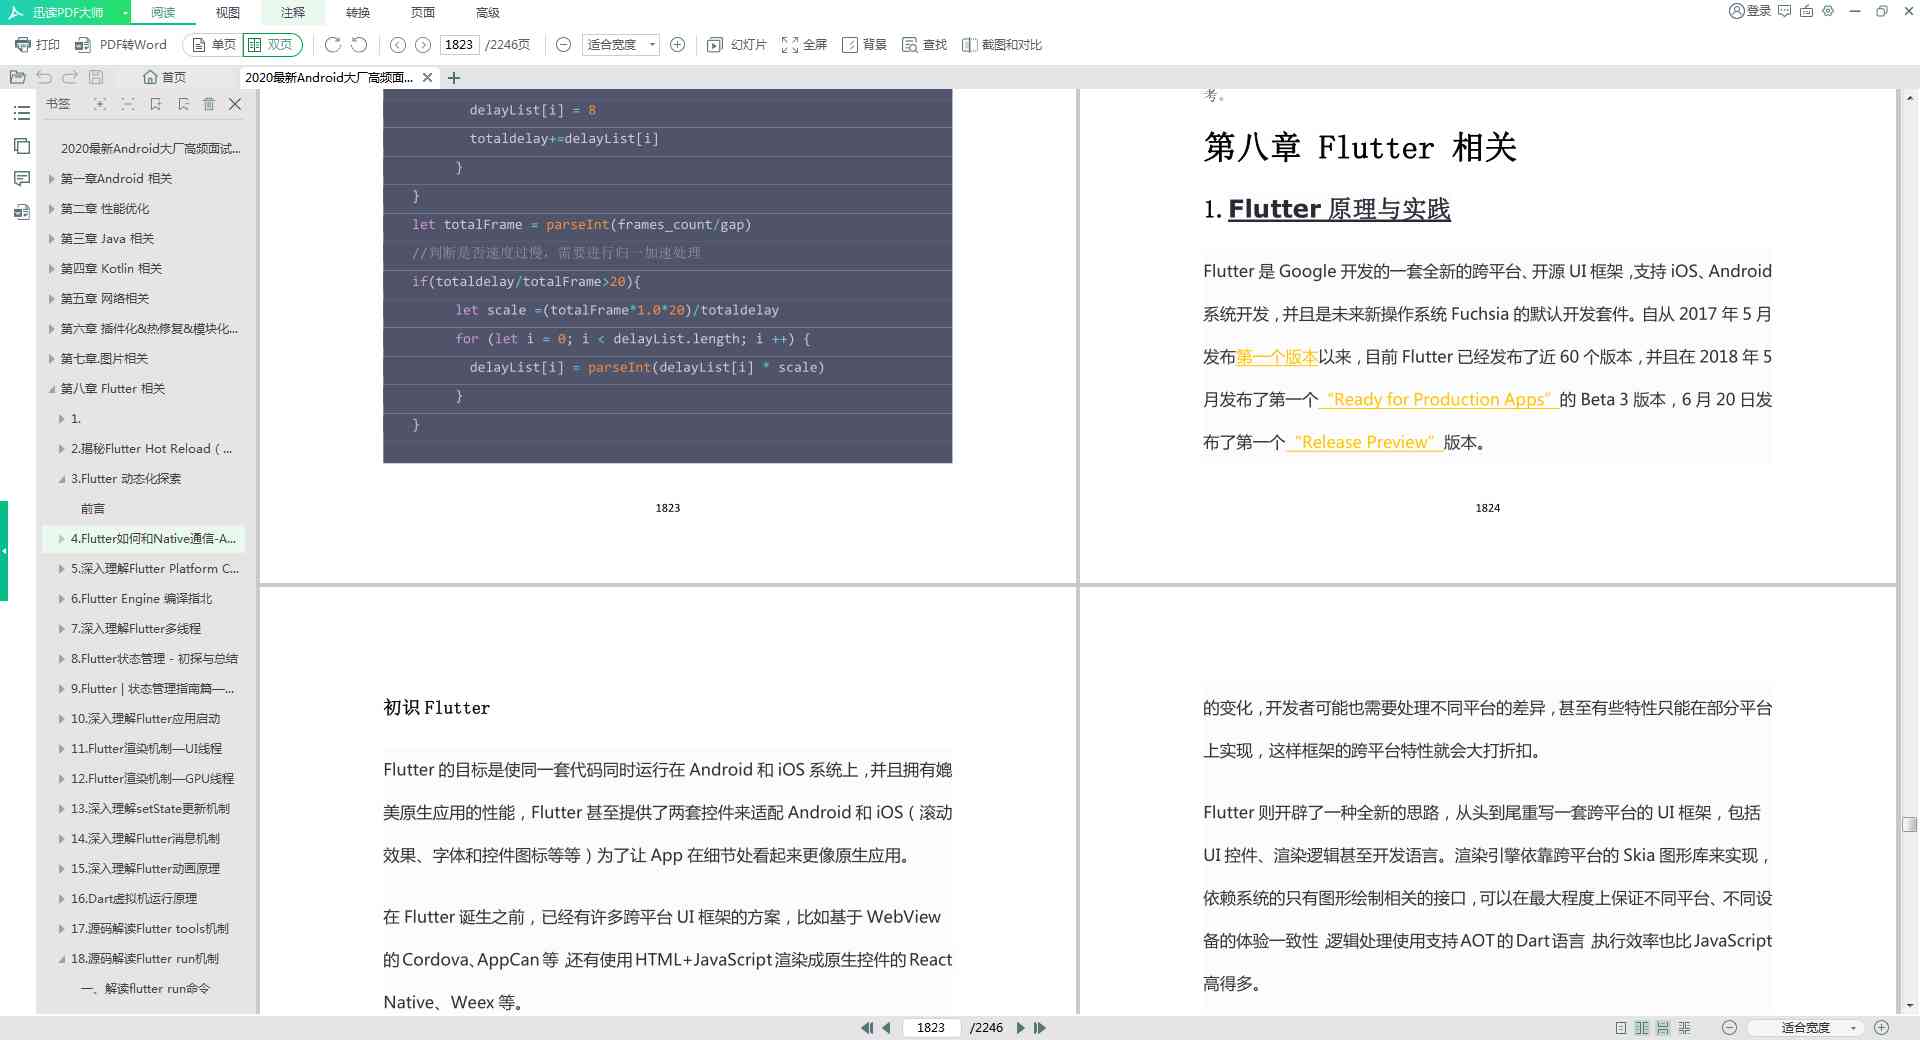 迅读PDF大师
阅读 视图 注释 转换 页面 高级
登录
打印 PDF转Word 单页 双页 1823 /2246页 适合宽度 幻灯片 全屏 背景 查找 截图和对比
首页 2020最新Android大厂高频面...
书签
2020最新Android大厂高频面试...
第一章Android 相关
第二章 性能优化
第三章 Java 相关
第四章 Kotlin 相关
第五章 网络相关
第六章 插件化&热修复&模块化...
第七章.图片相关
第八章 Flutter 相关
1.
2.揭秘Flutter Hot Reload（...
3.Flutter 动态化探索
前言
4.Flutter如何和Native通信-A...
5.深入理解Flutter Platform C...
6.Flutter Engine 编译指北
7.深入理解Flutter多线程
8.Flutter状态管理 - 初探与总结
9.Flutter | 状态管理指南篇—...
10.深入理解Flutter应用启动
11.Flutter渲染机制—UI线程
12.Flutter渲染机制—GPU线程
13.深入理解setState更新机制
14.深入理解Flutter消息机制
15.深入理解Flutter动画原理
16.Dart虚拟机运行原理
17.源码解读Flutter tools机制
18.源码解读Flutter run机制
一、解读flutter run命令
delayList[i] = 8
totaldelay+=delayList[i]
}
}
let totalFrame = parseInt(frames_count/gap)
//判断是否速度过慢，需要进行归一加速处理
if(totaldelay/totalFrame>20){
let scale =(totalFrame*1.0*20)/totaldelay
for (let i = 0; i < delayList.length; i ++) {
delayList[i] = parseInt(delayList[i] * scale)
}
}
1823
考。
第八章 Flutter 相关
1. Flutter 原理与实践
Flutter 是 Google 开发的一套全新的跨平台、开源 UI 框架，支持 iOS、Android
系统开发，并且是未来新操作系统 Fuchsia 的默认开发套件。自从 2017 年 5 月
发布第一个版本以来，目前 Flutter 已经发布了近 60 个版本，并且在 2018 年 5
月发布了第一个 “Ready for Production Apps” 的 Beta 3 版本，6 月 20 日发
布了第一个 “Release Preview” 版本。
1824
初识 Flutter
Flutter 的目标是使同一套代码同时运行在 Android 和 iOS 系统上，并且拥有媲
美原生应用的性能，Flutter 甚至提供了两套控件来适配 Android 和 iOS（滚动
效果、字体和控件图标等等）为了让 App 在细节处看起来更像原生应用。
在 Flutter 诞生之前，已经有许多跨平台 UI 框架的方案，比如基于 WebView
的 Cordova、AppCan 等，还有使用 HTML+JavaScript 渲染成原生控件的 React
Native、Weex 等。
的变化，开发者可能也需要处理不同平台的差异，甚至有些特性只能在部分平台
上实现，这样框架的跨平台特性就会大打折扣。
Flutter 则开辟了一种全新的思路，从头到尾重写一套跨平台的 UI 框架，包括
UI 控件、渲染逻辑甚至开发语言。渲染引擎依靠跨平台的 Skia 图形库来实现，
依赖系统的只有图形绘制相关的接口，可以在最大程度上保证不同平台、不同设
备的体验一致性，逻辑处理使用支持 AOT 的 Dart 语言，执行效率也比 JavaScript
高得多。
1823 /2246 适合宽度